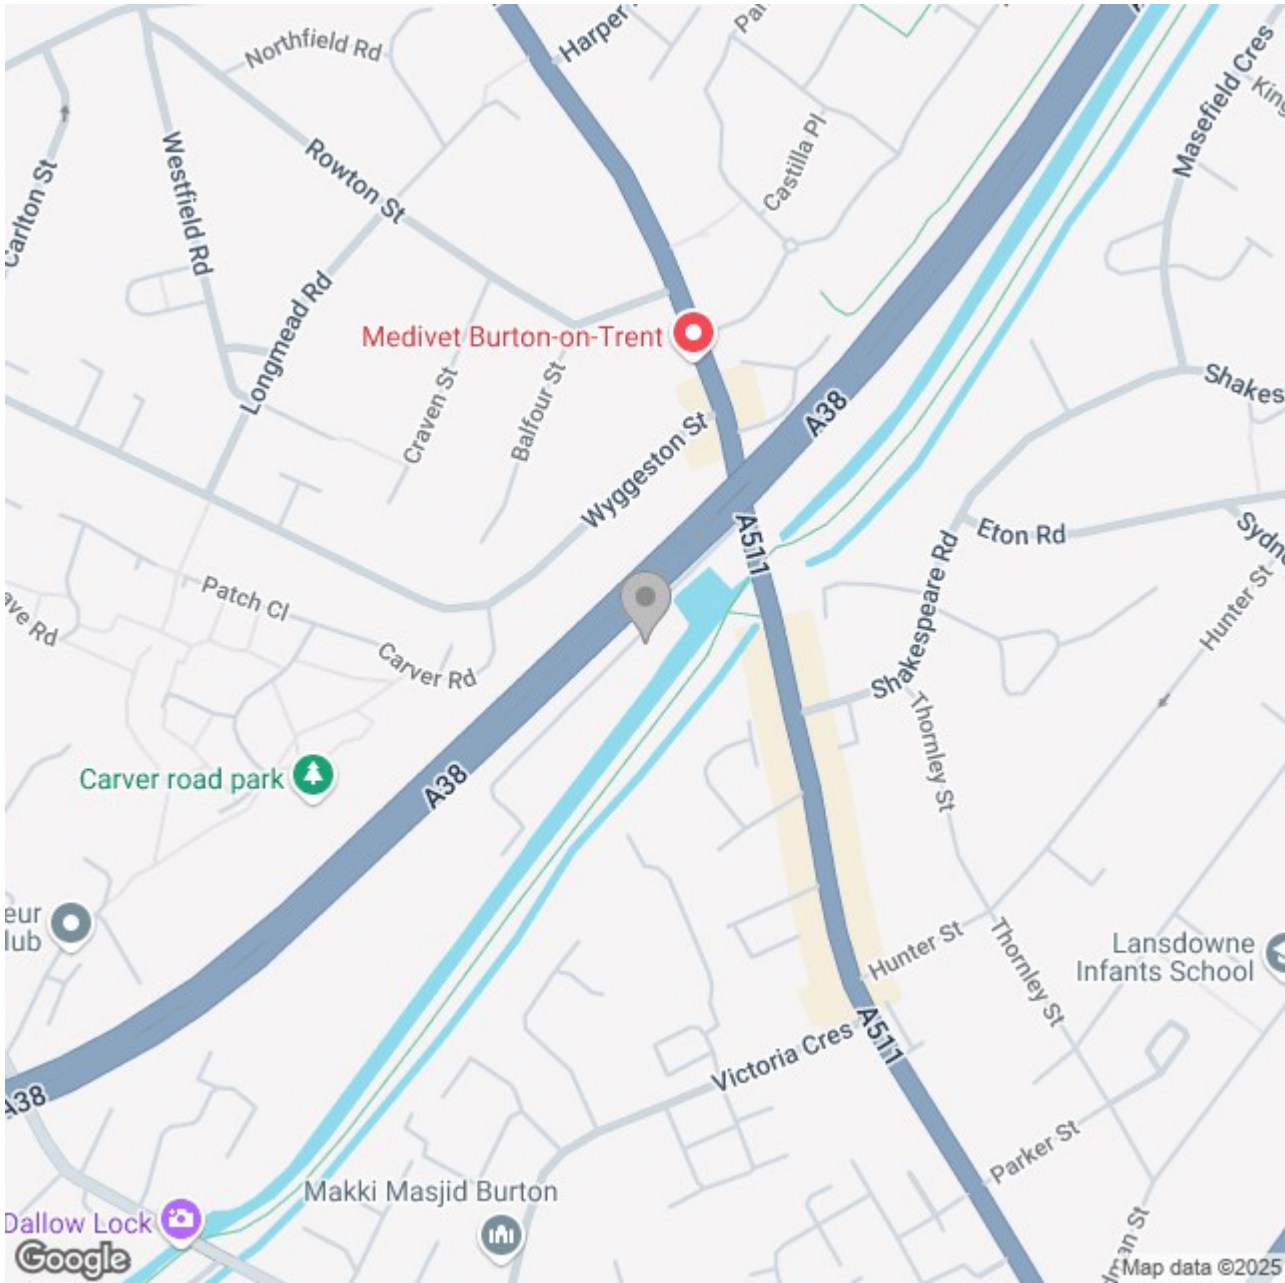 Northfield Rd
Harper
Masefield Cres
Carlton St
Westfield Rd
Rowton St
Castilla Pl
Longmead Rd
Medivet Burton-on-Trent
Craven St
Balfour St
A38
Wyggeston St
A511
Eton Rd
Hunter St
Patch Cl
Carver Rd
Shakespeare Rd
Thornley St
A38
Carver road park
Hunter St
Thornley St
Lansdowne
Infants School
Victoria Cres
A511
A38
Parker St
Makki Masjid Burton
Dallow Lock
Google
Map data ©2025